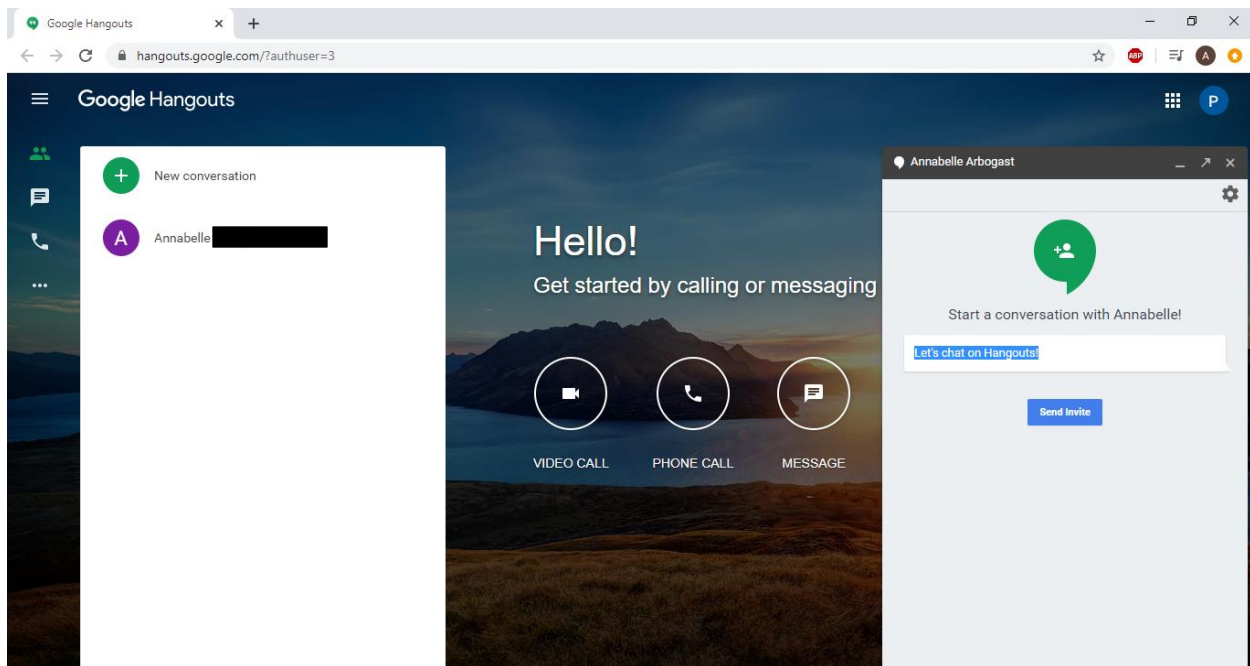 Google Hangouts
hangouts.google.com/?authuser=3
ABP
A
Google Hangouts
P
New conversation
A
Annabelle
Hello!
Get started by calling or messaging
VIDEO CALL
PHONE CALL
MESSAGE
Annabelle Arbogast
Start a conversation with Annabelle!
Let's chat on Hangouts!
Send Invite